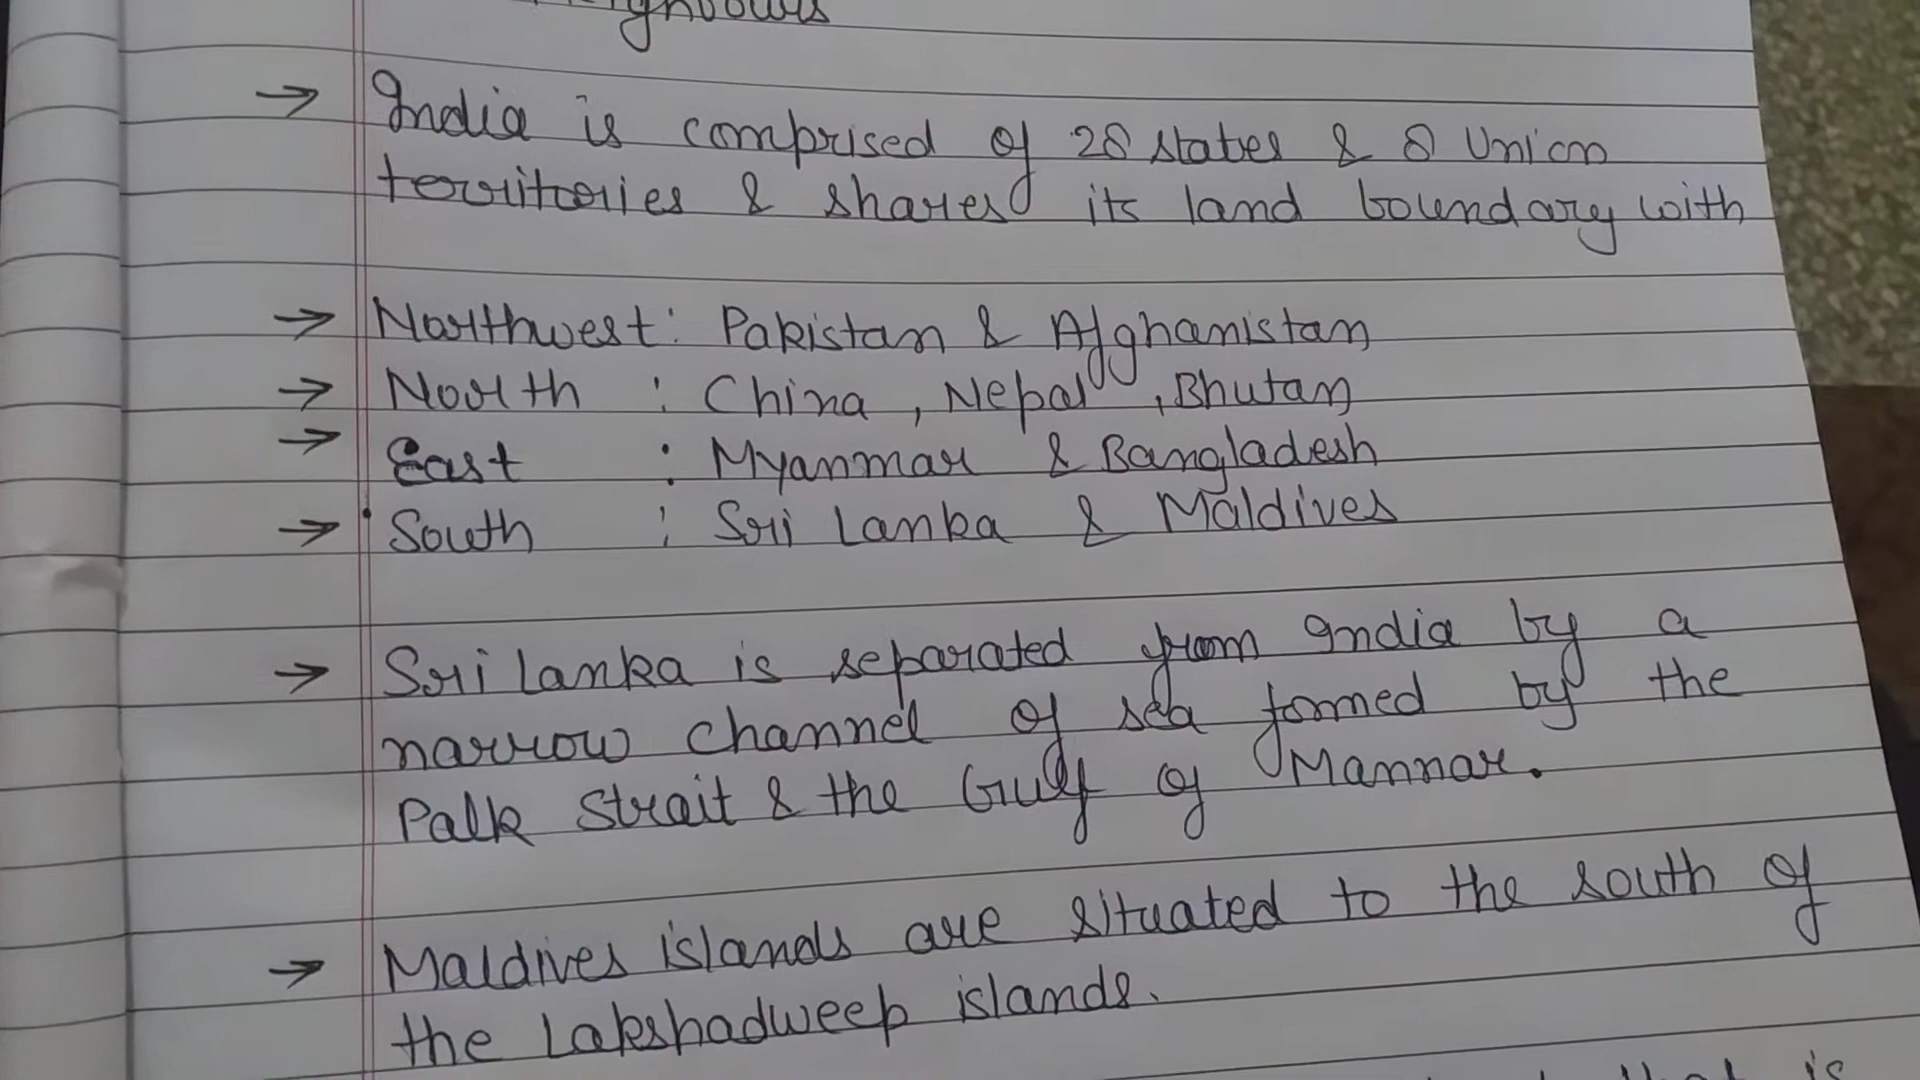 → India is comprised of 28 states & 8 Union
territories & shares its land boundary with
→ Northwest : Pakistan & Afghanistan
→ North : China , Nepal , Bhutan
→ East : Myanmar & Bangladesh
→ South : Sri Lanka & Maldives
→ Sri Lanka is separated from India by a
narrow channel of sea formed by the
Palk Strait & the Gulf of Mannar.
→ Maldives islands are situated to the south of
the Lakshadweep islands.
is